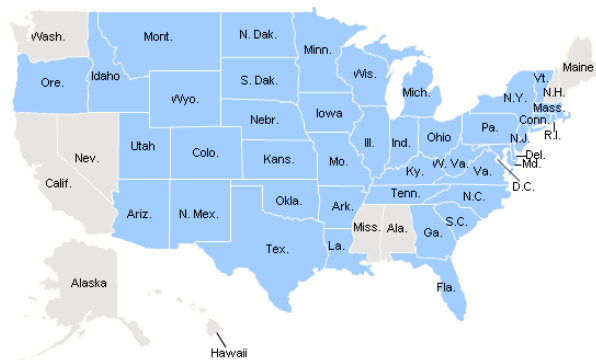 Wash.
Mont.
N. Dak.
Minn.
Maine
Ore.
Idaho
S. Dak.
Wis.
Mich.
Vt.
N.H.
N.Y.
Mass.
Wyo.
Iowa
Conn.
R.I.
Nebr.
Pa.
N.J.
Nev.
Utah
Colo.
Ill.
Ind.
Ohio
Del.
Md.
Calif.
Kans.
Mo.
W. Va.
Va.
Ky.
D.C.
Ariz.
N. Mex.
Okla.
Ark.
Tenn.
N.C.
Miss.
Ala.
Ga.
S.C.
Tex.
La.
Fla.
Alaska
Hawaii